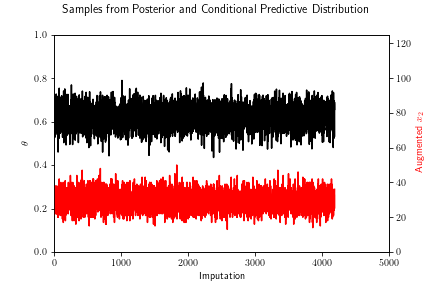 Samples from Posterior and Conditional Predictive Distribution
1.0
0.8
0.6
0.4
0.2
0.0
θ
120
100
80
60
40
20
0
Augmented x₂
0 1000 2000 3000 4000 5000
Imputation